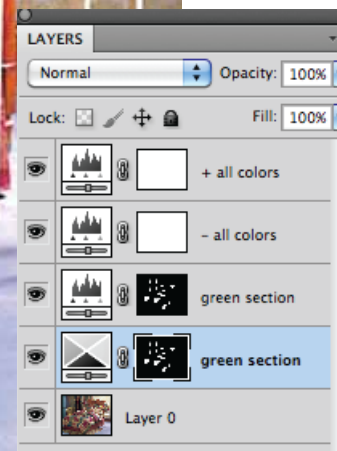 LAYERS
Normal Opacity: 100%
Lock: Fill: 100%
+ all colors
- all colors
green section
green section
Layer 0